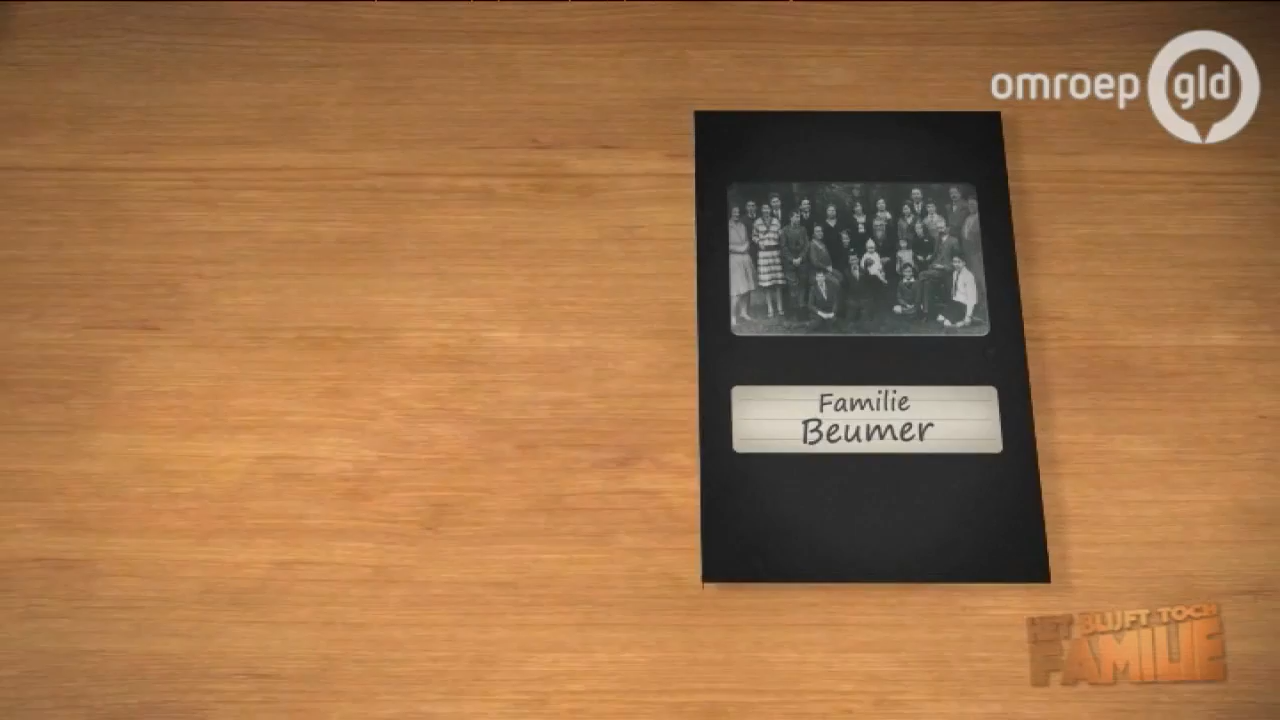 omroep gld
Familie
Beumer
HET BLIJFT TOCH
FAMILIE